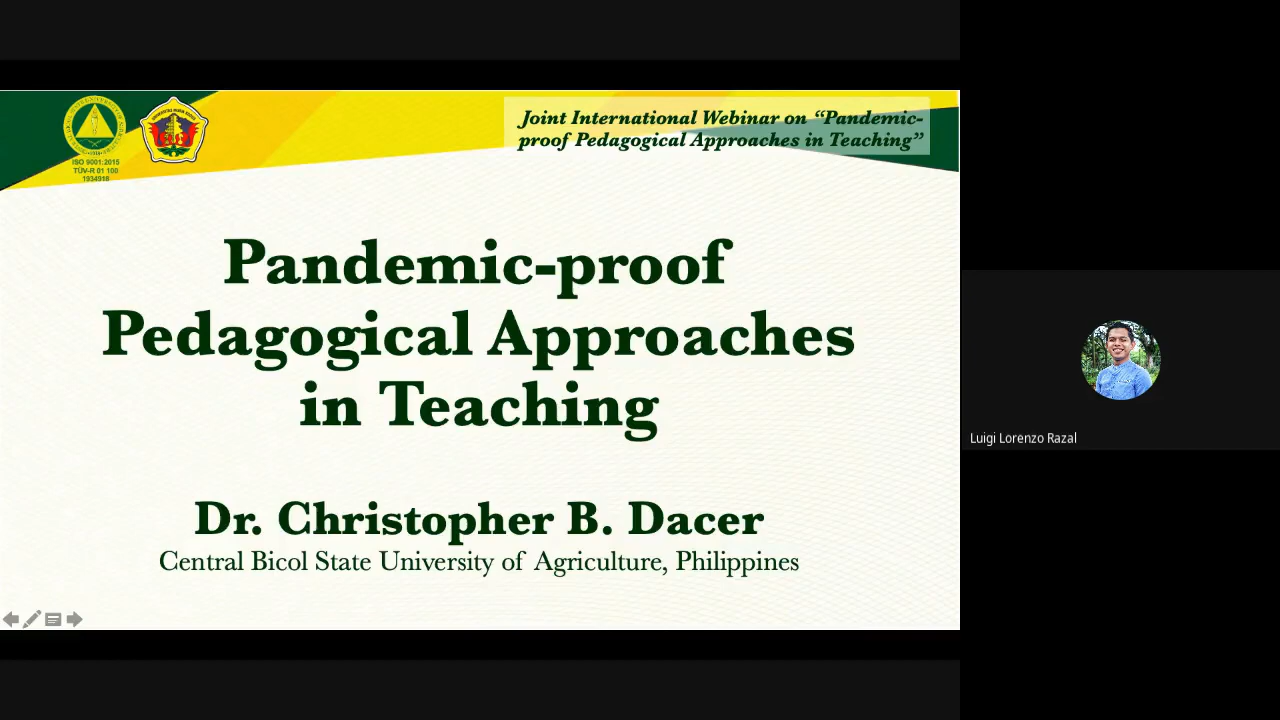 ISO 9001:2015
TÜV-R 01 100
1934918
Joint International Webinar on “Pandemic-
proof Pedagogical Approaches in Teaching”
Pandemic-proof
Pedagogical Approaches
in Teaching
Dr. Christopher B. Dacer
Central Bicol State University of Agriculture, Philippines
Luigi Lorenzo Razal